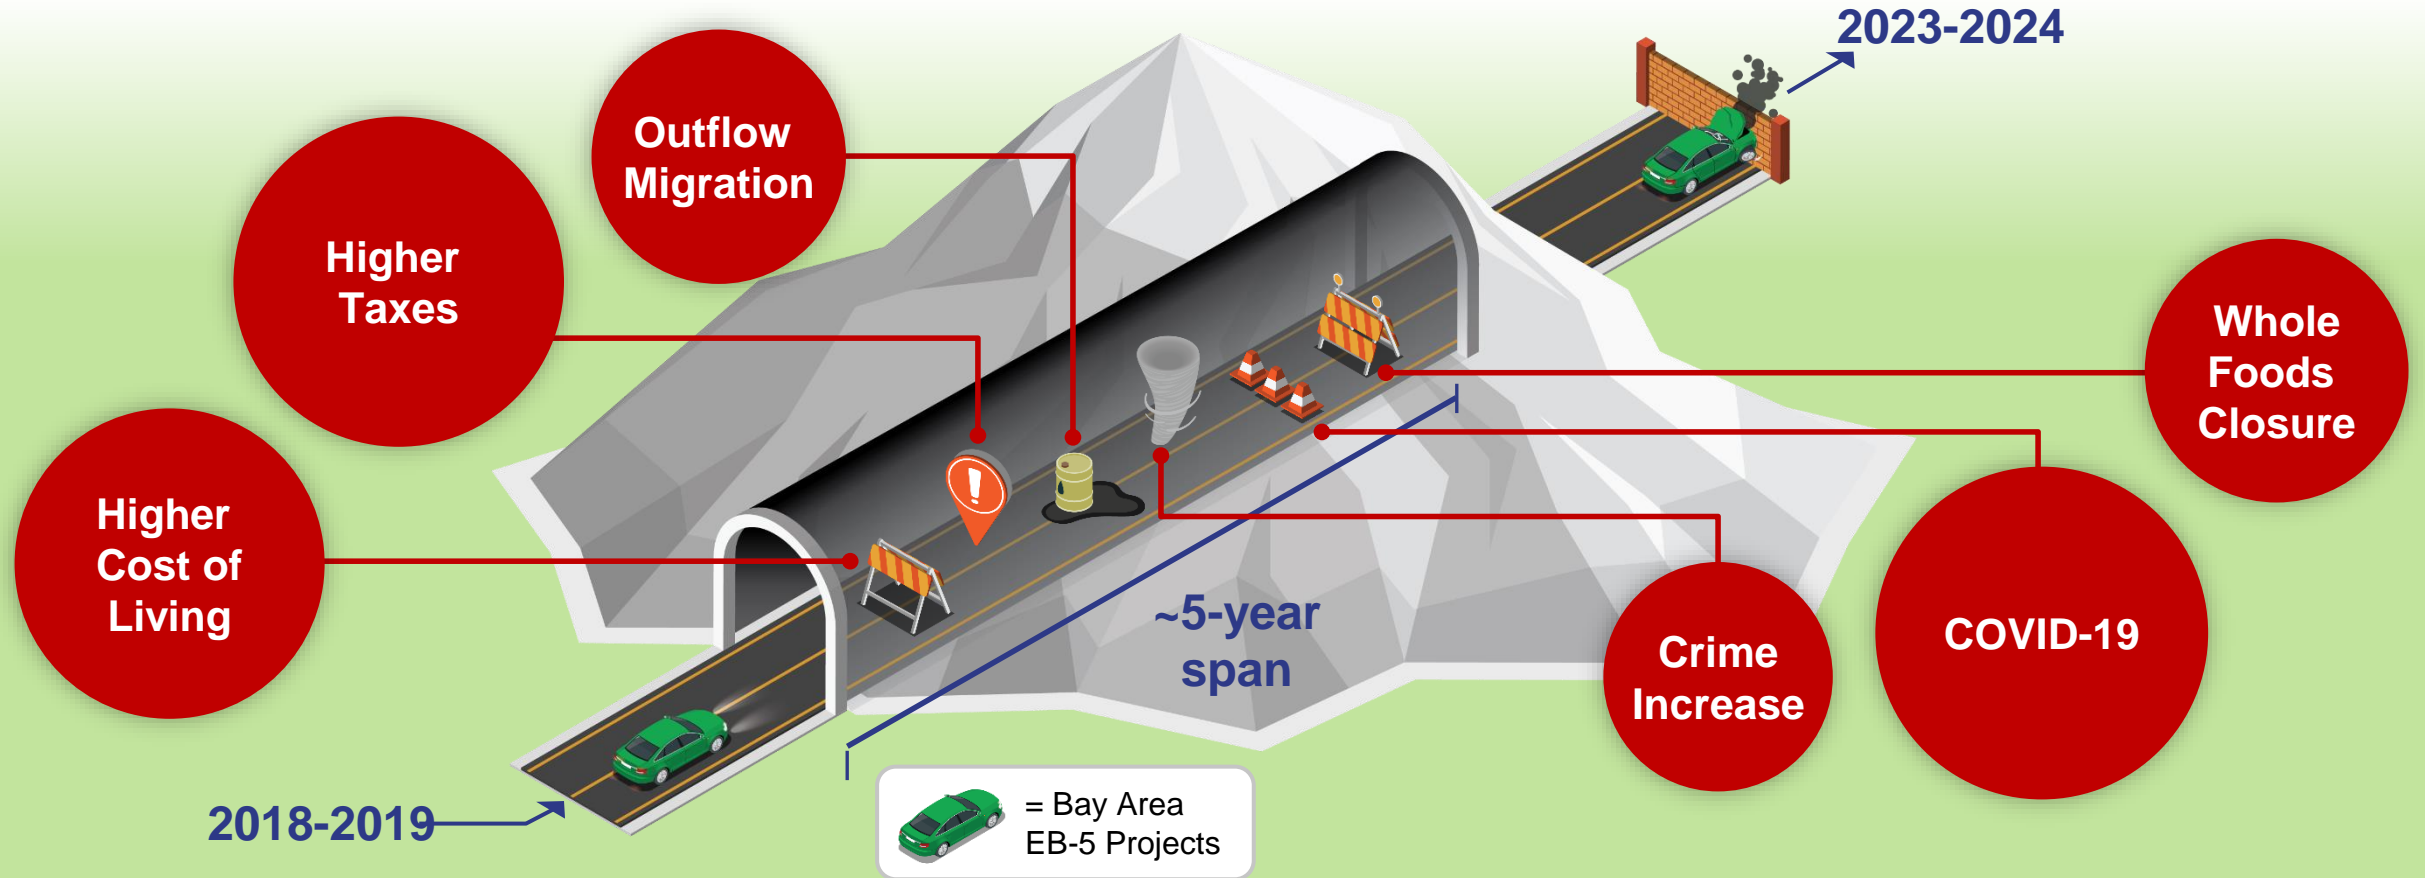 2023-2024
Outflow
Migration
Higher
Taxes
Whole
Foods
Closure
Higher
Cost of
Living
~5-year
span
Crime
Increase
COVID-19
2018-2019
= Bay Area
EB-5 Projects